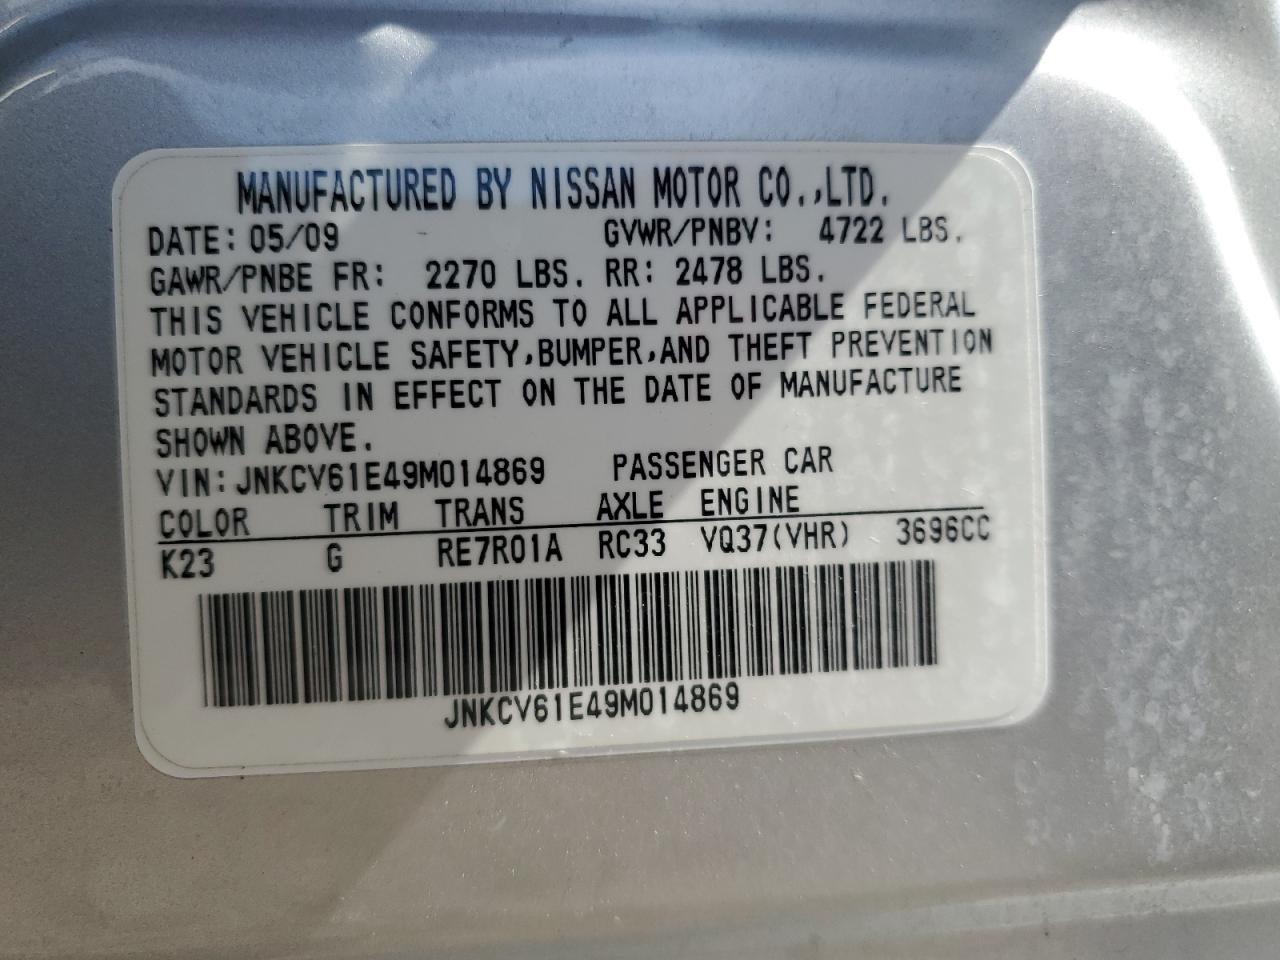 MANUFACTURED BY NISSAN MOTOR CO.,LTD.
DATE: 05/09 GVWR/PNBV: 4722 LBS.
GAWR/PNBE FR: 2270 LBS. RR: 2478 LBS.
THIS VEHICLE CONFORMS TO ALL APPLICABLE FEDERAL
MOTOR VEHICLE SAFETY,BUMPER,AND THEFT PREVENTION
STANDARDS IN EFFECT ON THE DATE OF MANUFACTURE
SHOWN ABOVE.
VIN: JNKCV61E49M014869 PASSENGER CAR
COLOR TRIM TRANS AXLE ENGINE
K23 G RE7R01A RC33 VQ37(VHR) 3696CC
JNKCV61E49M014869